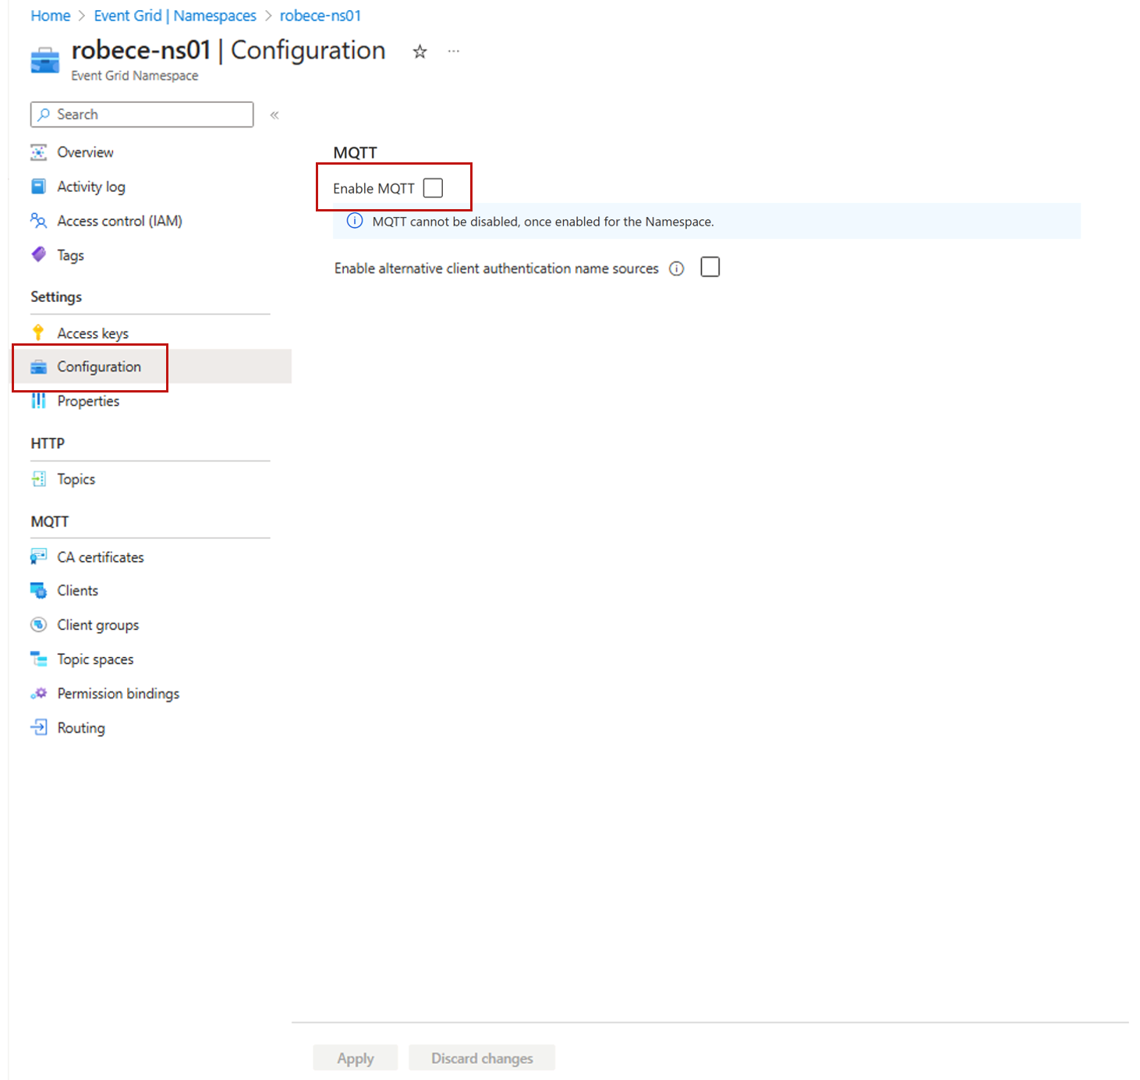 Home > Event Grid | Namespaces > robece-ns01
robece-ns01 | Configuration ☆ ...
Event Grid Namespace
Search «
Overview
Activity log
Access control (IAM)
Tags
Settings
Access keys
Configuration
Properties
HTTP
Topics
MQTT
CA certificates
Clients
Client groups
Topic spaces
Permission bindings
Routing
MQTT
Enable MQTT
MQTT cannot be disabled, once enabled for the Namespace.
Enable alternative client authentication name sources
Apply Discard changes